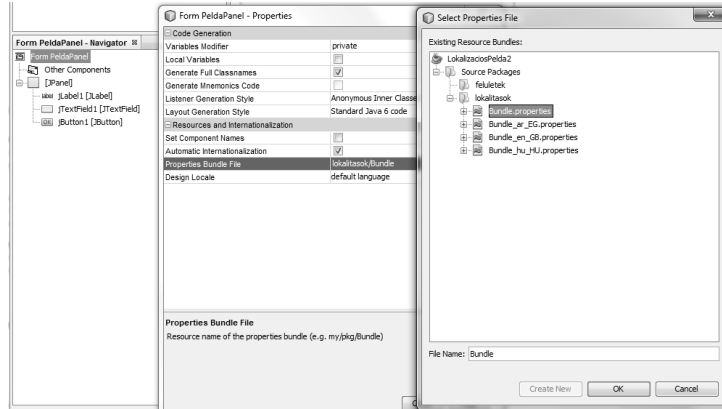 Form PeldaPanel - Navigator
Form PeldaPanel
Other Components
[JPanel]
label jLabel1 [JLabel]
jTextField1 [JTextField]
OK jButton1 [JButton]
Form PeldaPanel - Properties
Code Generation
Variables Modifier private
Local Variables
Generate Full Classnames
Generate Mnemonics Code
Listener Generation Style Anonymous Inner Classe
Layout Generation Style Standard Java 6 code
Resources and Internationalization
Set Component Names
Automatic Internationalization
Properties Bundle File lokalitasok/Bundle
Design Locale default language
Properties Bundle File
Resource name of the properties bundle (e.g. my/pkg/Bundle)
Select Properties File
Existing Resource Bundles:
LokalizaciosPelda2
Source Packages
feluletek
lokalitasok
Bundle.properties
Bundle_ar_EG.properties
Bundle_en_GB.properties
Bundle_hu_HU.properties
File Name: Bundle
Create New OK Cancel